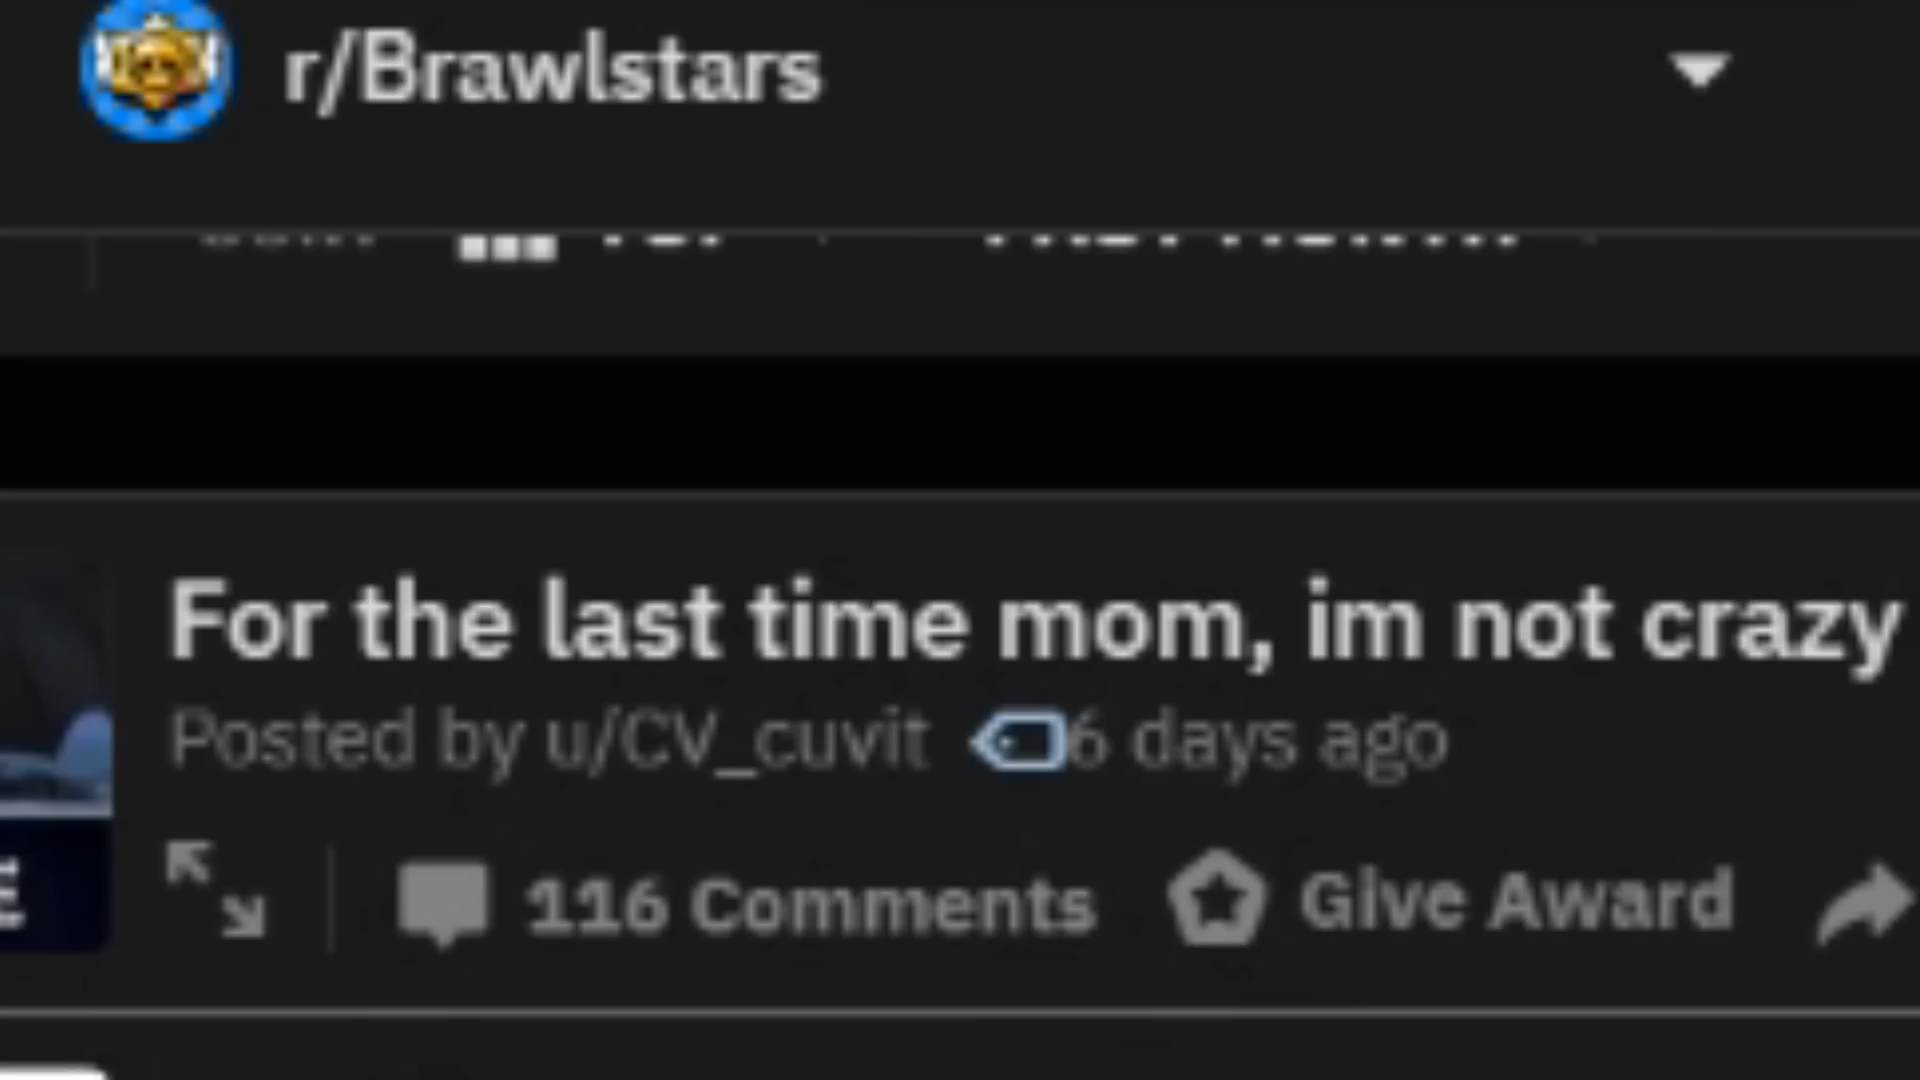 r/Brawlstars
For the last time mom, im not crazy
Posted by u/CV_cuvit 6 days ago
116 Comments Give Award